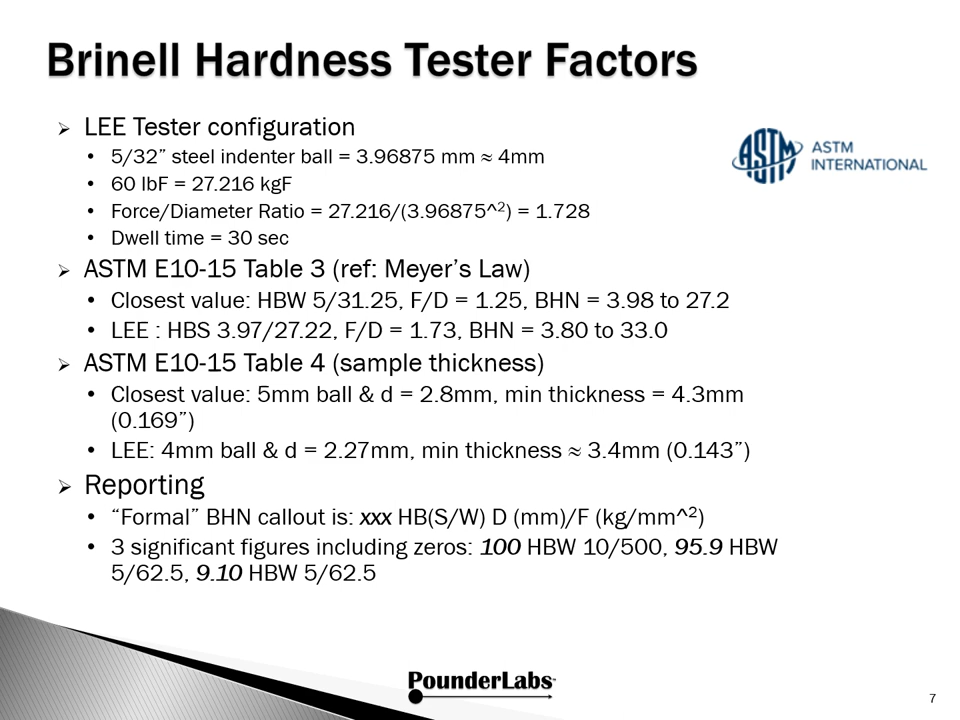 Brinell Hardness Tester Factors
➢ LEE Tester configuration
• 5/32” steel indenter ball = 3.96875 mm ≈ 4mm
• 60 lbF = 27.216 kgF
• Force/Diameter Ratio = 27.216/(3.96875^²) = 1.728
• Dwell time = 30 sec
ASTM
ASTM
INTERNATIONAL
➢ ASTM E10-15 Table 3 (ref: Meyer’s Law)
• Closest value: HBW 5/31.25, F/D = 1.25, BHN = 3.98 to 27.2
• LEE : HBS 3.97/27.22, F/D = 1.73, BHN = 3.80 to 33.0
➢ ASTM E10-15 Table 4 (sample thickness)
• Closest value: 5mm ball & d = 2.8mm, min thickness = 4.3mm
(0.169”)
• LEE: 4mm ball & d = 2.27mm, min thickness ≈ 3.4mm (0.143”)
➢ Reporting
• “Formal” BHN callout is: xxx HB(S/W) D (mm)/F (kg/mm^²)
• 3 significant figures including zeros: 100 HBW 10/500, 95.9 HBW
5/62.5, 9.10 HBW 5/62.5
PounderLabs™
7